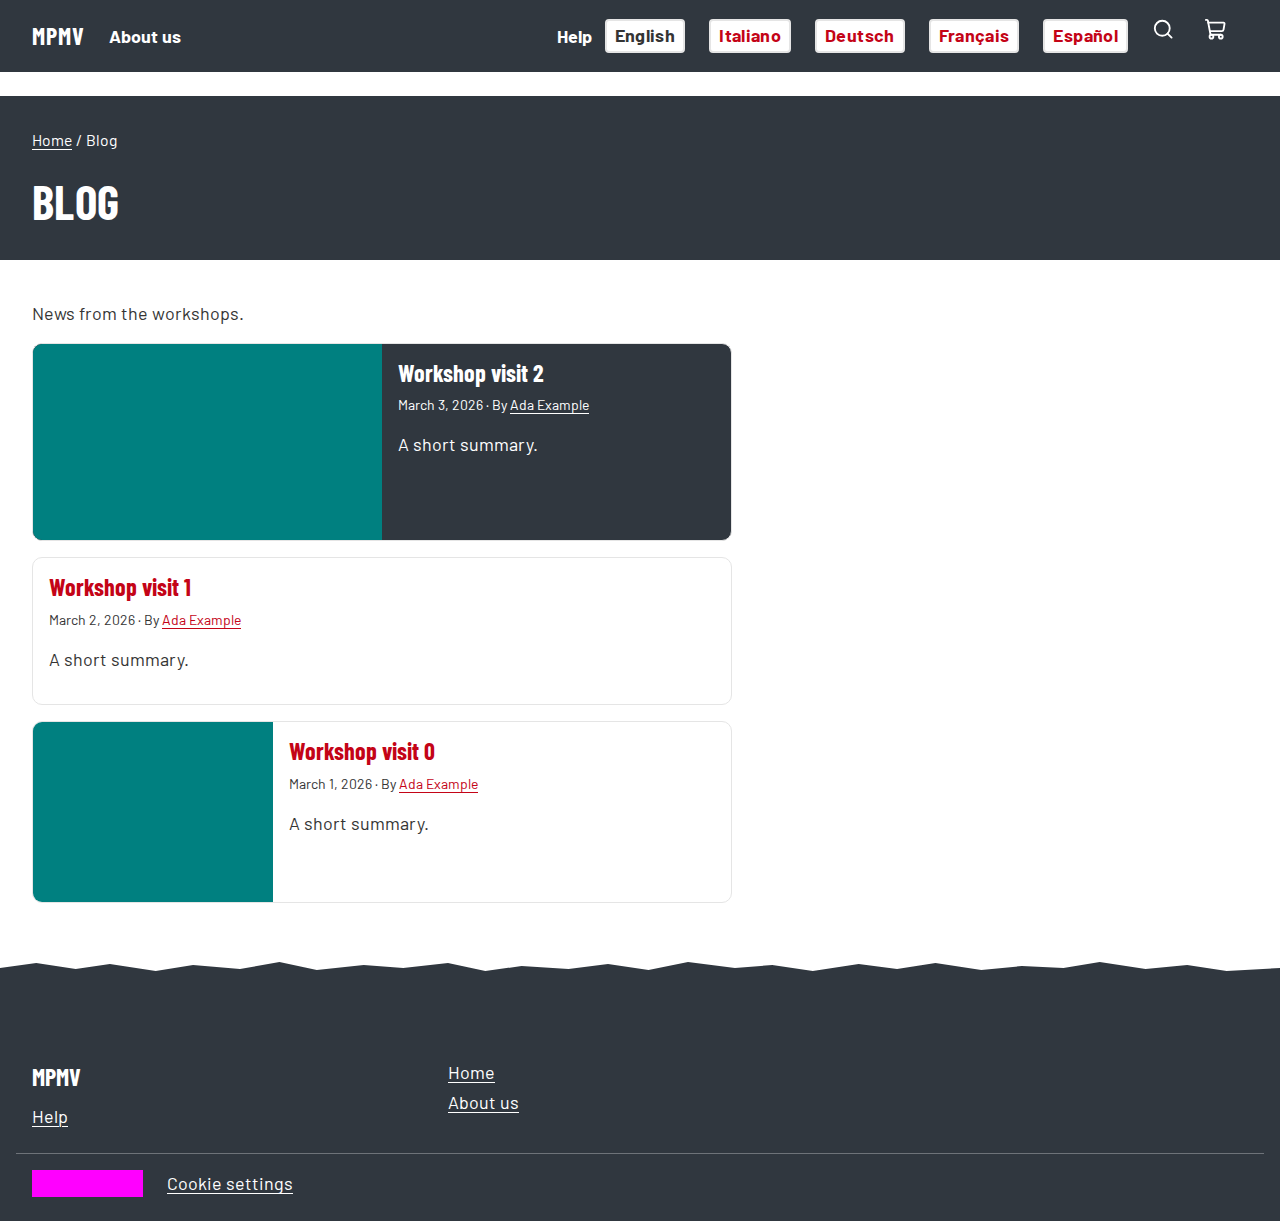 MPMV About us Help English Italiano Deutsch Français Español
Home / Blog
BLOG
News from the workshops.
Workshop visit 2
March 3, 2026 · By Ada Example
A short summary.
Workshop visit 1
March 2, 2026 · By Ada Example
A short summary.
Workshop visit 0
March 1, 2026 · By Ada Example
A short summary.
MPMV
Help
Home
About us
Cookie settings